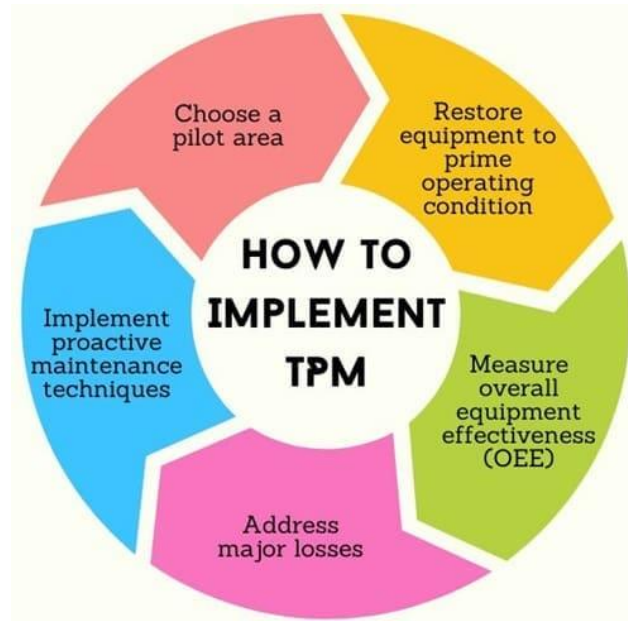 Choose a
pilot area
Restore
equipment to
prime
operating
condition
Measure
overall
equipment
effectiveness
(OEE)
Address
major losses
Implement
proactive
maintenance
techniques
HOW TO
IMPLEMENT
TPM